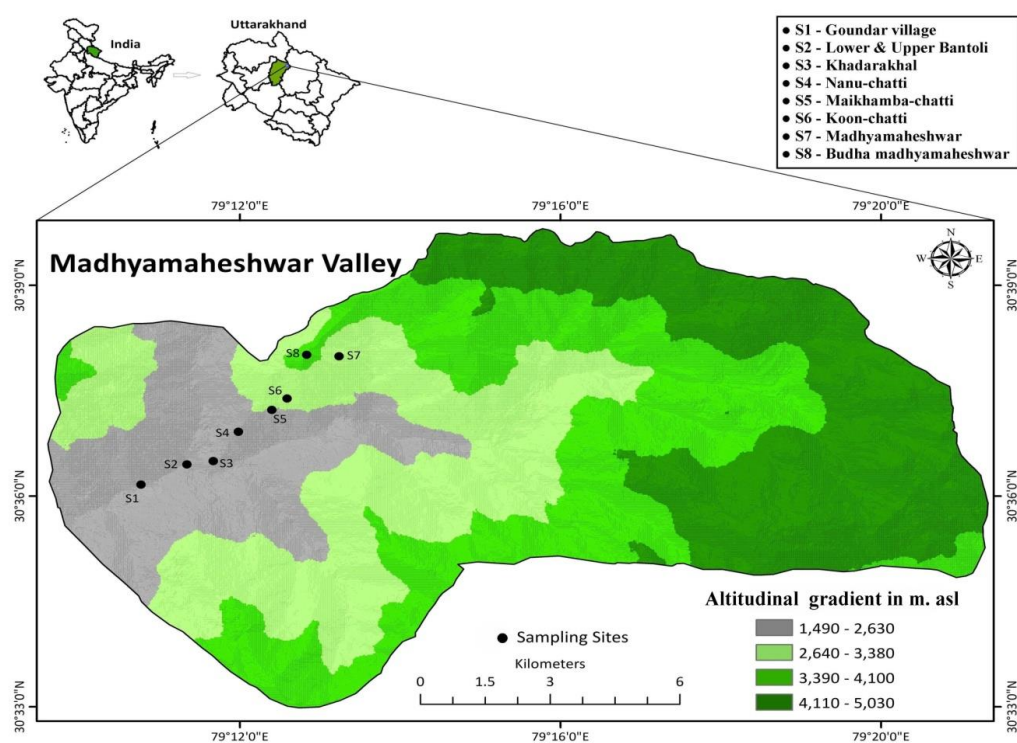 India
Uttarakhand
● S1 - Goundar village
● S2 - Lower & Upper Bantoli
● S3 - Khadarakhal
● S4 - Nanu-chatti
● S5 - Maikhamba-chatti
● S6 - Koon-chatti
● S7 - Madhyamaheshwar
● S8 - Budha madhyamaheshwar
79°12'0"E
79°16'0"E
79°20'0"E
Madhyamaheshwar Valley
N
W E
S
30°39'0"N
30°39'0"N
S8
S7
S6
S5
S4
S2
S3
S1
30°36'0"N
30°36'0"N
Altitudinal gradient in m. asl
1,490 - 2,630
2,640 - 3,380
3,390 - 4,100
4,110 - 5,030
Sampling Sites
Kilometers
0 1.5 3 6
30°33'0"N
30°33'0"N
79°12'0"E
79°16'0"E
79°20'0"E